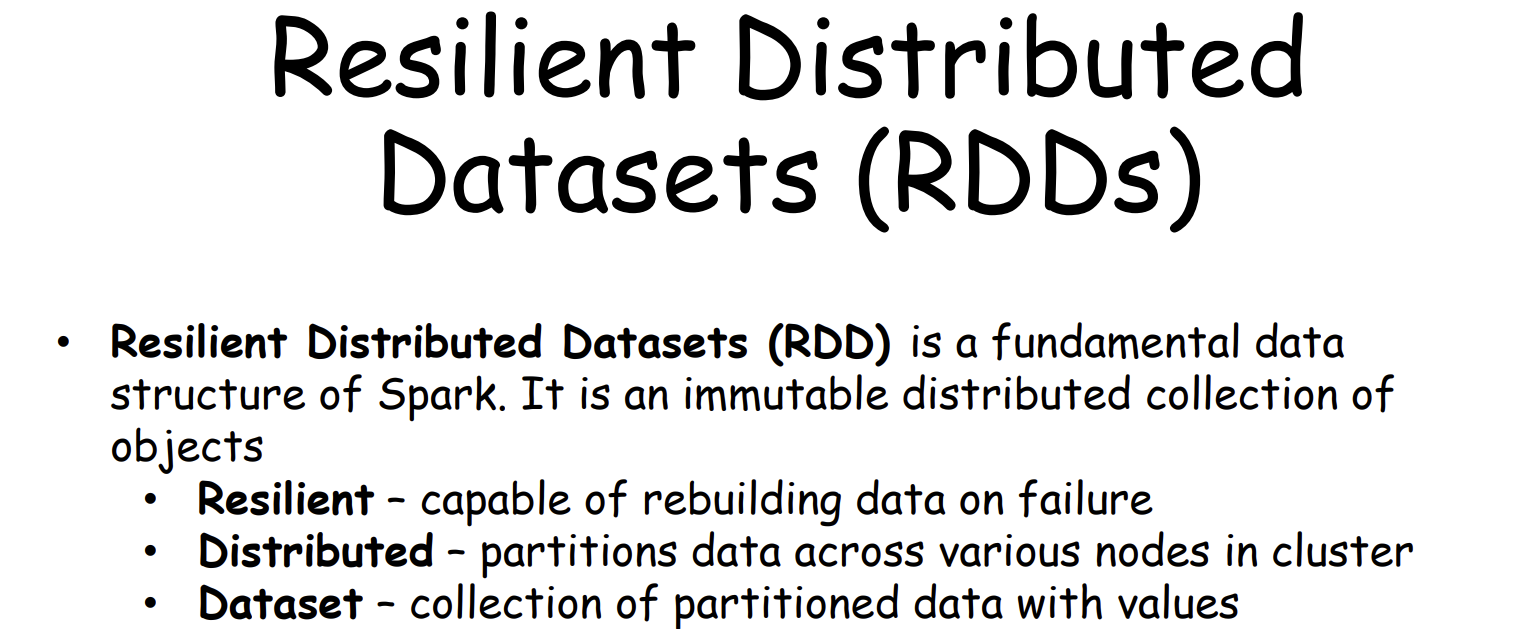 Resilient Distributed
Datasets (RDDs)
• Resilient Distributed Datasets (RDD) is a fundamental data
structure of Spark. It is an immutable distributed collection of
objects
• Resilient – capable of rebuilding data on failure
• Distributed – partitions data across various nodes in cluster
• Dataset – collection of partitioned data with values